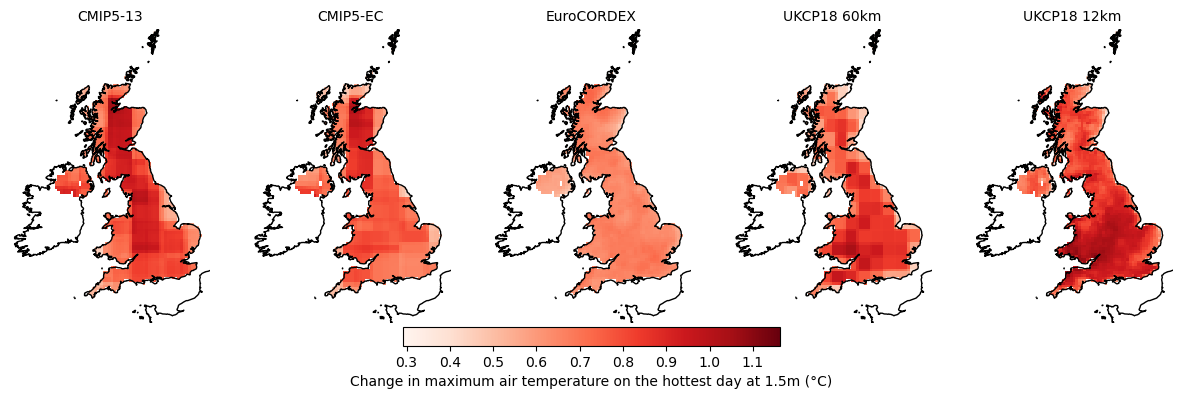 CMIP5-13 CMIP5-EC EuroCORDEX UKCP18 60km UKCP18 12km
0.3 0.4 0.5 0.6 0.7 0.8 0.9 1.0 1.1
Change in maximum air temperature on the hottest day at 1.5m (°C)